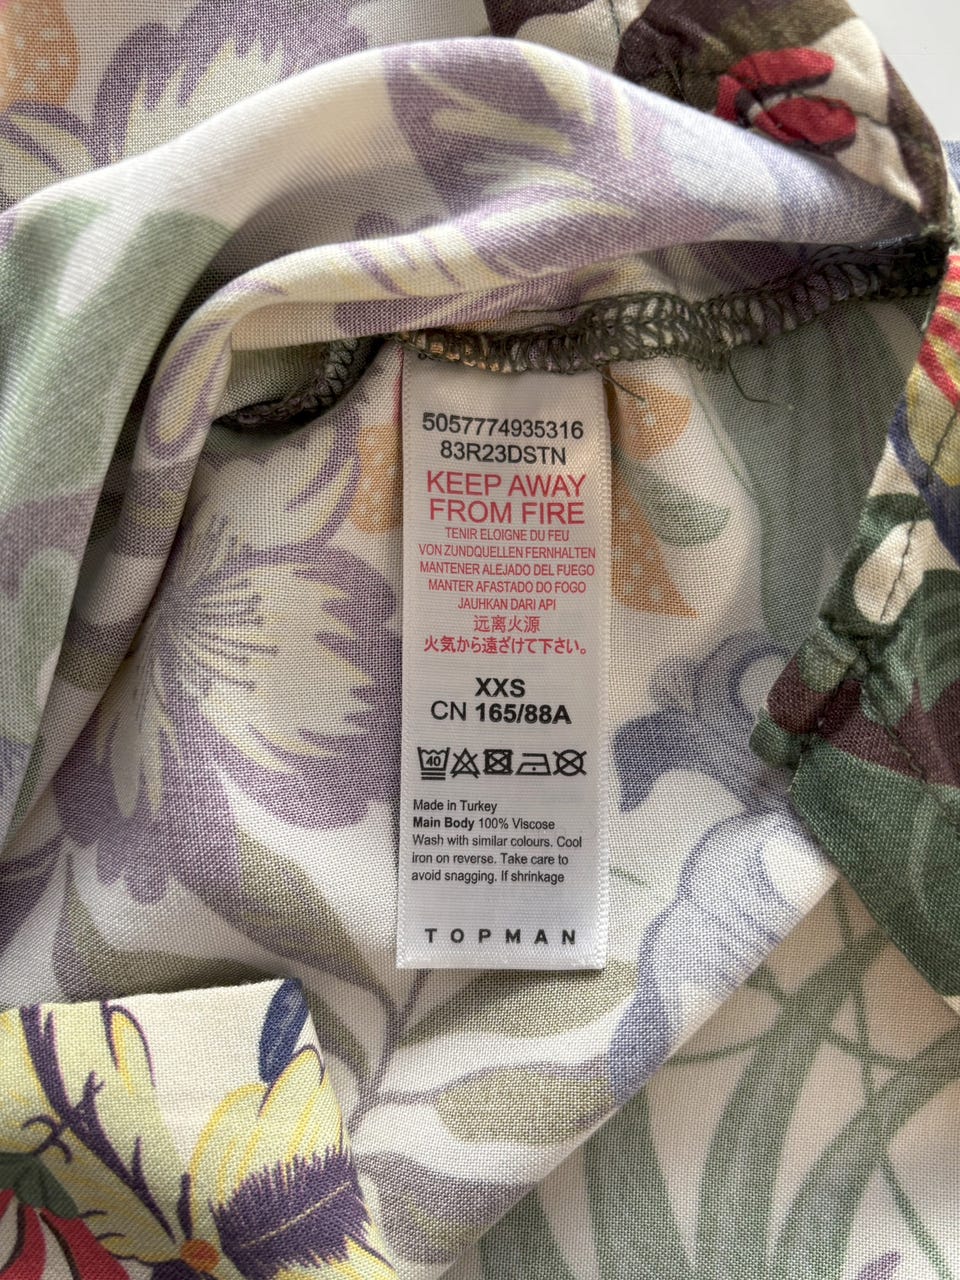 5057774935316
83R23DSTN
KEEP AWAY
FROM FIRE
TENIR ELOIGNE DU FEU
VON ZUNDQUELLEN FERNHALTEN
MANTENER ALEJADO DEL FUEGO
MANTER AFASTADO DO FOGO
JAUHKAN DARI API
远离火源
火気から遠ざけて下さい。
XXS
CN 165/88A
40
Made in Turkey
Main Body 100% Viscose
Wash with similar colours. Cool
iron on reverse. Take care to
avoid snagging. If shrinkage
TOPMAN